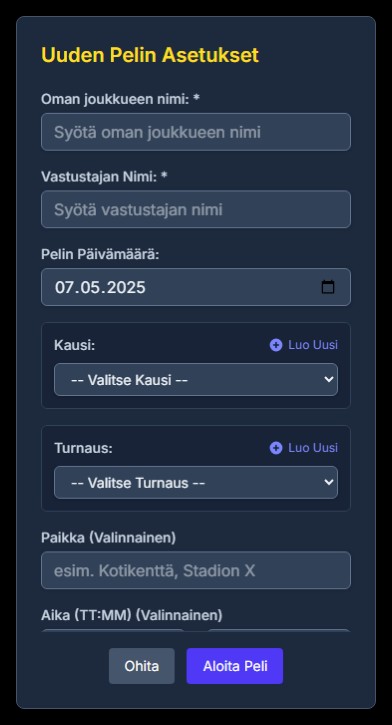 Uuden Pelin Asetukset
Oman joukkueen nimi: *
Syötä oman joukkueen nimi
Vastustajan Nimi: *
Syötä vastustajan nimi
Pelin Päivämäärä:
07.05.2025
Kausi: Luo Uusi
-- Valitse Kausi --
Turnaus: Luo Uusi
-- Valitse Turnaus --
Paikka (Valinnainen)
esim. Kotikenttä, Stadion X
Aika (TT:MM) (Valinnainen)
Ohita Aloita Peli